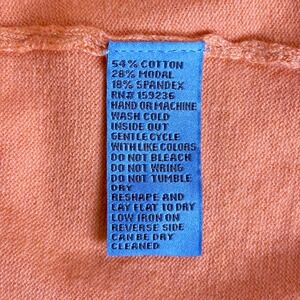 54% COTTON
28% MODAL
18% SPANDEX
RN# 159236
HAND OR MACHINE
WASH COLD
INSIDE OUT
GENTLE CYCLE
WITH LIKE COLORS
DO NOT BLEACH
DO NOT WRING
DO NOT TUMBLE
DRY
RESHAPE AND
LAY FLAT TO DRY
LOW IRON ON
REVERSE SIDE
CAN BE DRY
CLEANED